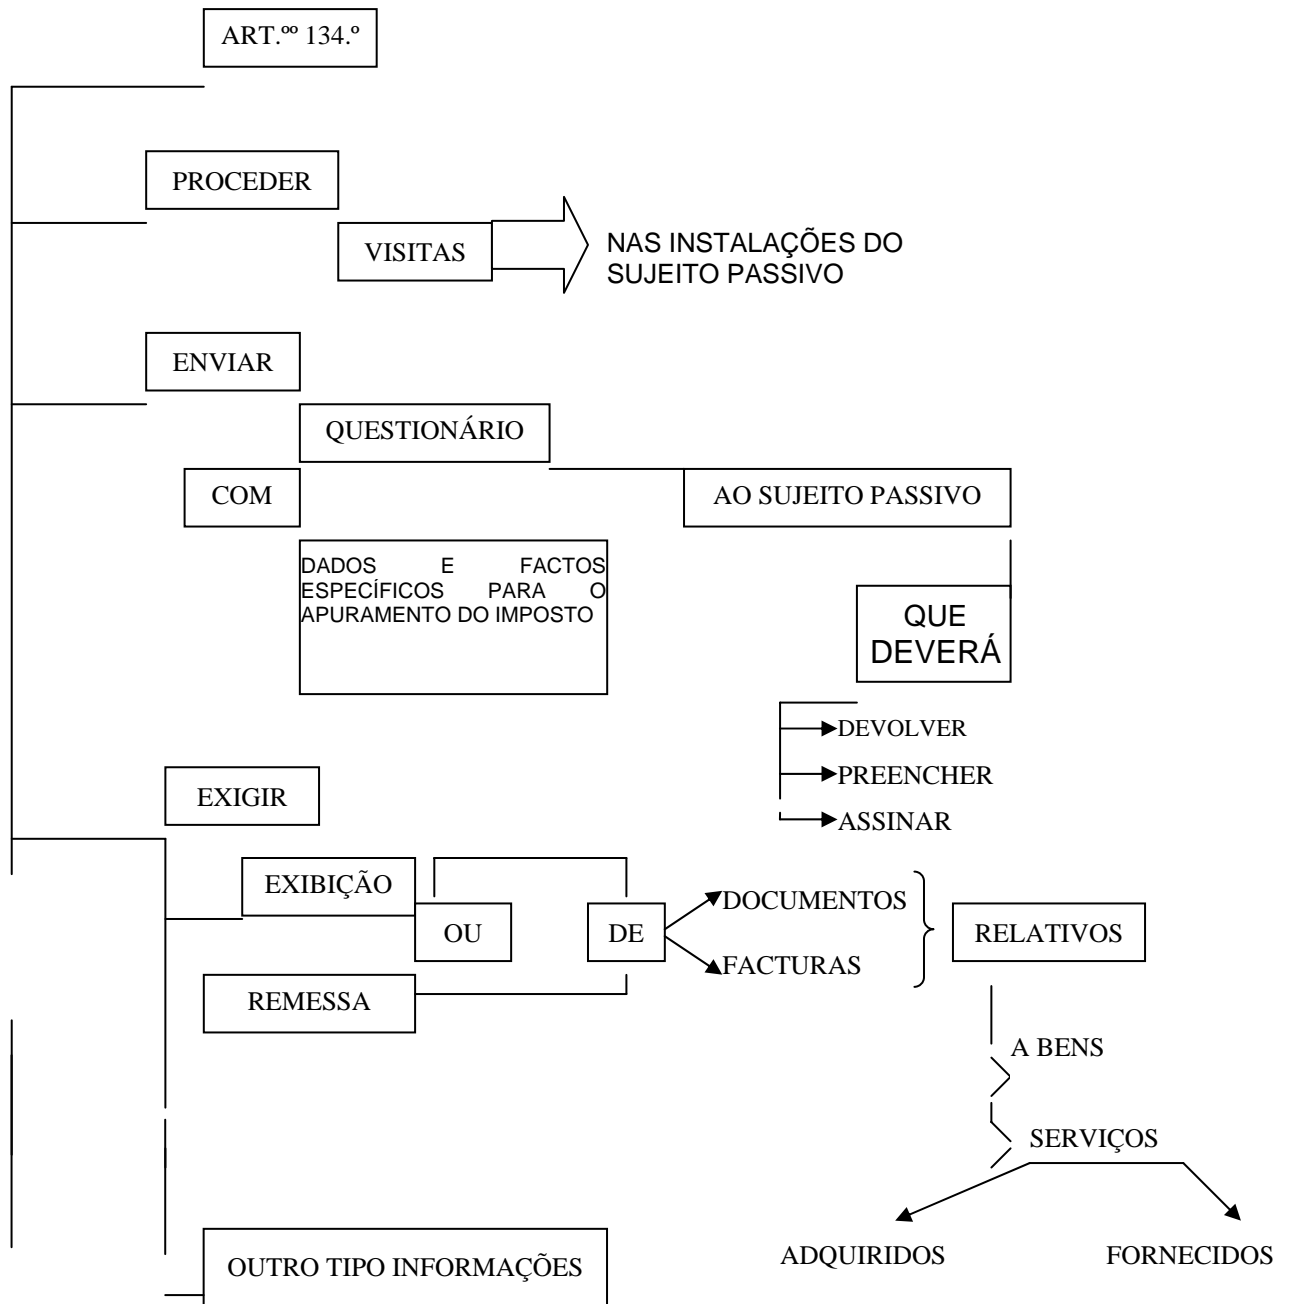 ART.ºº 134.º
PROCEDER
VISITAS
NAS INSTALAÇÕES DO
SUJEITO PASSIVO
ENVIAR
QUESTIONÁRIO
COM
AO SUJEITO PASSIVO
DADOS E FACTOS
ESPECÍFICOS PARA O
APURAMENTO DO IMPOSTO
QUE
DEVERÁ
DEVOLVER
PREENCHER
ASSINAR
EXIGIR
EXIBIÇÃO
OU
DE
DOCUMENTOS
FACTURAS
RELATIVOS
REMESSA
A BENS
SERVIÇOS
ADQUIRIDOS
FORNECIDOS
OUTRO TIPO INFORMAÇÕES